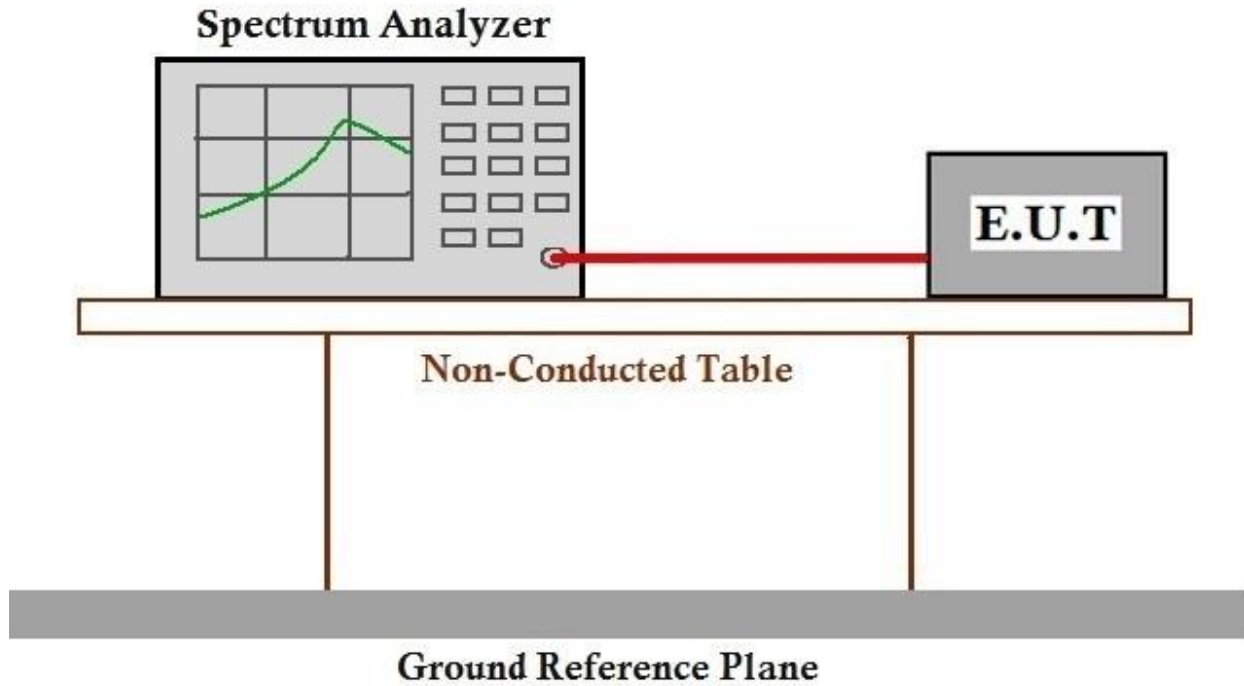 Spectrum Analyzer
E.U.T
Non-Conducted Table
Ground Reference Plane